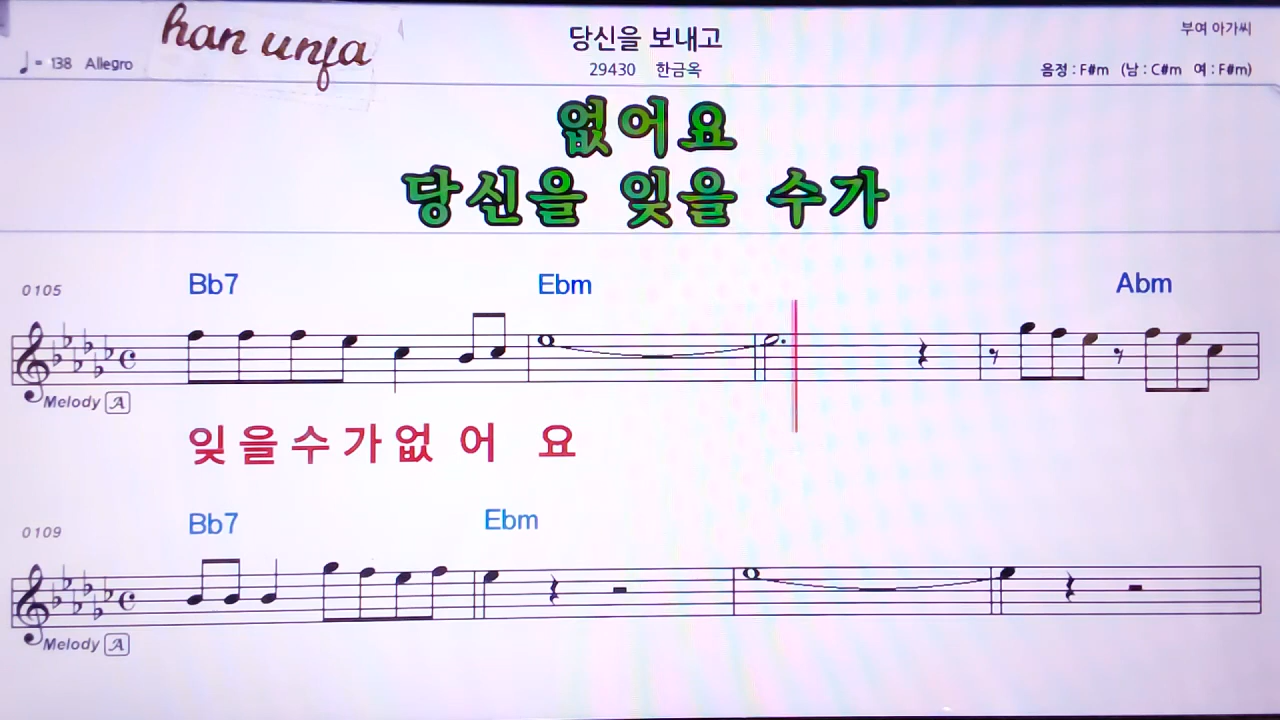 han unfa
당신을 보내고
부여 아가씨
♩= 138 Allegro
29430 한금옥
음정 : F#m (남 : C#m 여 : F#m)
없어요
당신을 잊을 수가
0105 Bb7 Ebm Abm
Melody A
잊을수가없어요
0109 Bb7 Ebm
Melody A